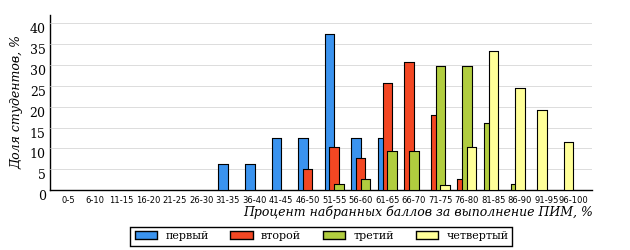 Доля студентов, %
40
35
30
25
20
15
10
5
0
0-5 6-10 11-15 16-20 21-25 26-30 31-35 36-40 41-45 46-50 51-55 56-60 61-65 66-70 71-75 76-80 81-85 86-90 91-95 96-100
Процент набранных баллов за выполнение ПИМ, %
первый второй третий четвертый